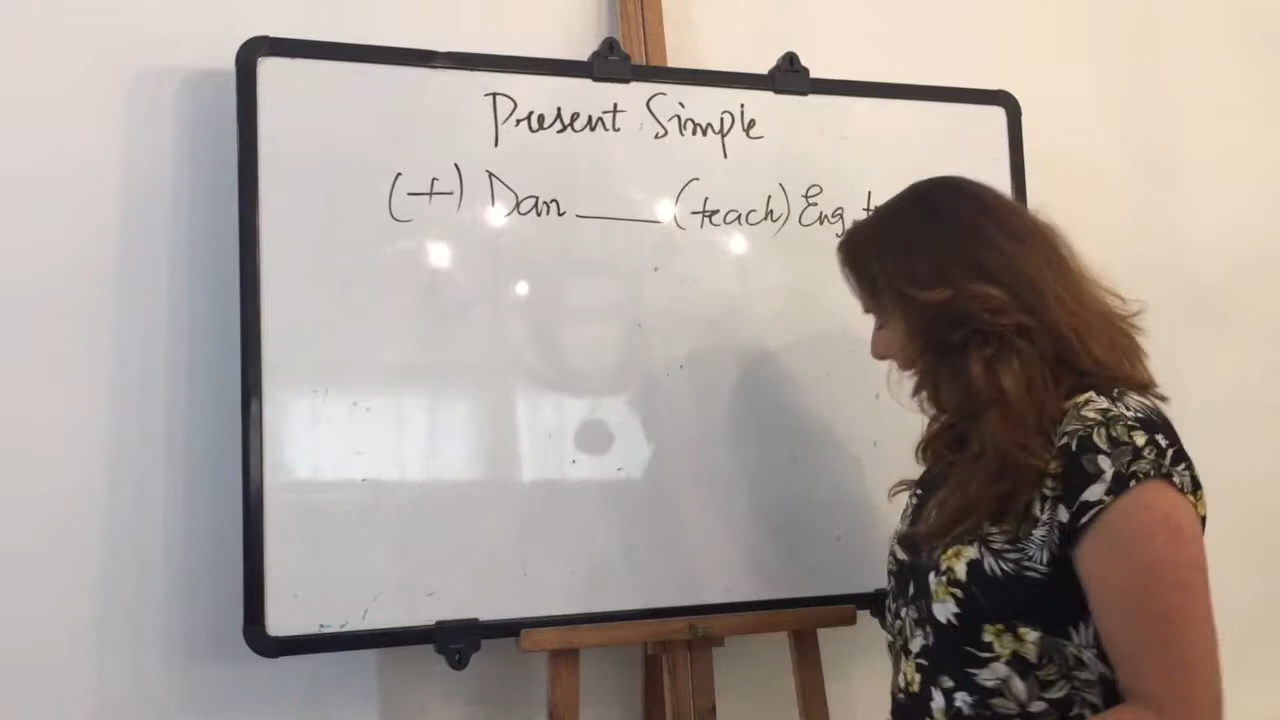 Present Simple
(+) Dan ____ (teach) Eng